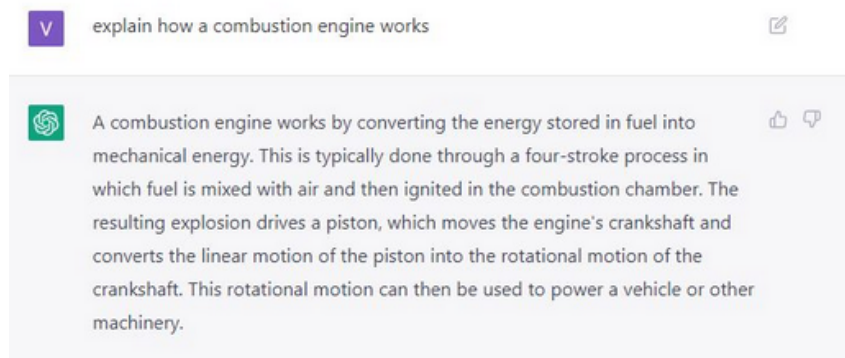 V
explain how a combustion engine works
A combustion engine works by converting the energy stored in fuel into
mechanical energy. This is typically done through a four-stroke process in
which fuel is mixed with air and then ignited in the combustion chamber. The
resulting explosion drives a piston, which moves the engine's crankshaft and
converts the linear motion of the piston into the rotational motion of the
crankshaft. This rotational motion can then be used to power a vehicle or other
machinery.